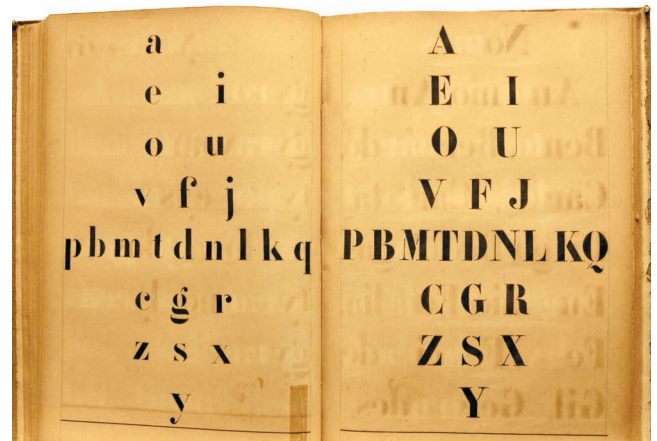 a
e i
o u
v f j
p b m t d n l k q
c g r
z s x
y
A
E I
O U
V F J
P B M T D N L K Q
C G R
Z S X
Y